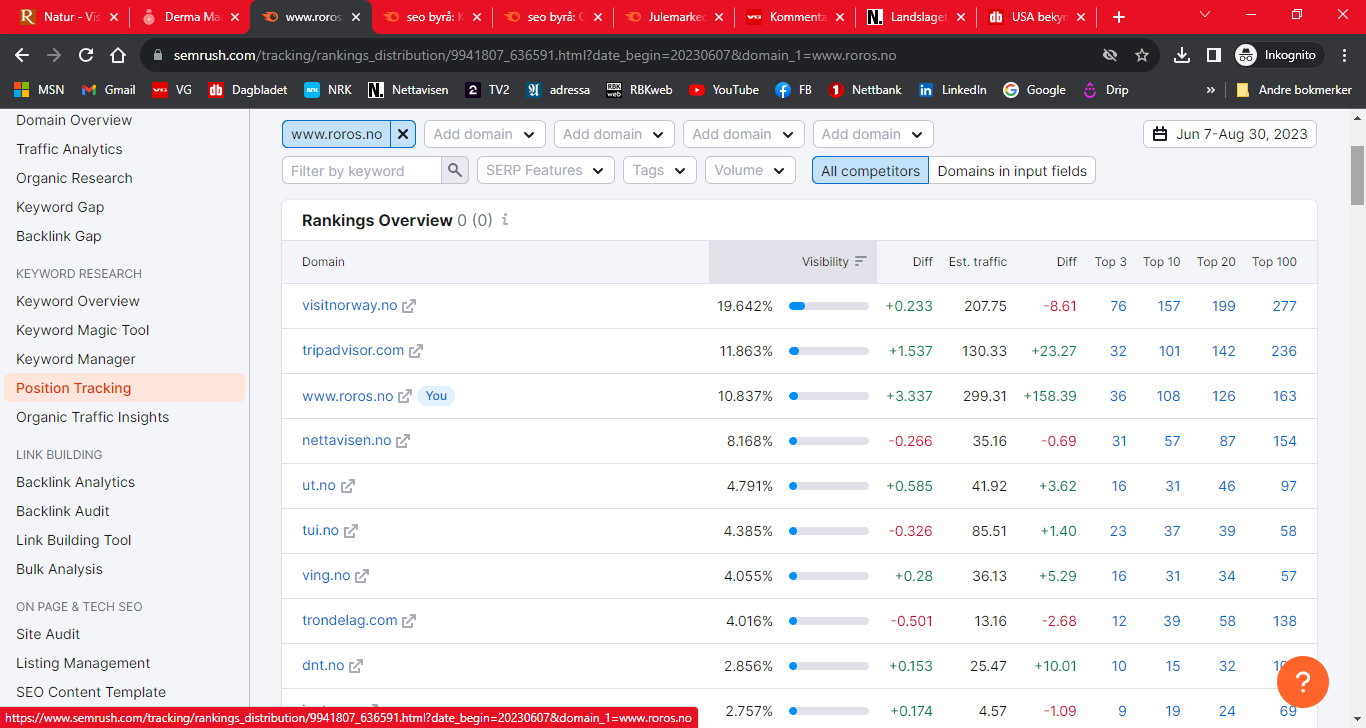 Natur - Vis
Derma Ma
www.roros
seo byrå: K
seo byrå: C
Julemarke
Kommenta
Landslaget
USA bekyn
semrush.com/tracking/rankings_distribution/9941807_636591.html?date_begin=20230607&domain_1=www.roros.no
Inkognito
MSN Gmail VG Dagbladet NRK Nettavisen TV2 adressa RBKweb YouTube FB Nettbank LinkedIn Google Drip » Andre bokmerker
Domain Overview
Traffic Analytics
Organic Research
Keyword Gap
Backlink Gap
KEYWORD RESEARCH
Keyword Overview
Keyword Magic Tool
Keyword Manager
Position Tracking
Organic Traffic Insights
LINK BUILDING
Backlink Analytics
Backlink Audit
Link Building Tool
Bulk Analysis
ON PAGE & TECH SEO
Site Audit
Listing Management
SEO Content Template
www.roros.no Add domain Add domain Add domain Add domain Jun 7-Aug 30, 2023
Filter by keyword SERP Features Tags Volume All competitors Domains in input fields
Rankings Overview 0 (0) i
Domain Visibility Diff Est. traffic Diff Top 3 Top 10 Top 20 Top 100
visitnorway.no 19.642% +0.233 207.75 -8.61 76 157 199 277
tripadvisor.com 11.863% +1.537 130.33 +23.27 32 101 142 236
www.roros.no You 10.837% +3.337 299.31 +158.39 36 108 126 163
nettavisen.no 8.168% -0.266 35.16 -0.69 31 57 87 154
ut.no 4.791% +0.585 41.92 +3.62 16 31 46 97
tui.no 4.385% -0.326 85.51 +1.40 23 37 39 58
ving.no 4.055% +0.28 36.13 +5.29 16 31 34 57
trondelag.com 4.016% -0.501 13.16 -2.68 12 39 58 138
dnt.no 2.856% +0.153 25.47 +10.01 10 15 32
2.757% +0.174 4.57 -1.09 9 19 24 69
?
https://www.semrush.com/tracking/rankings_distribution/9941807_636591.html?date_begin=20230607&domain_1=www.roros.no